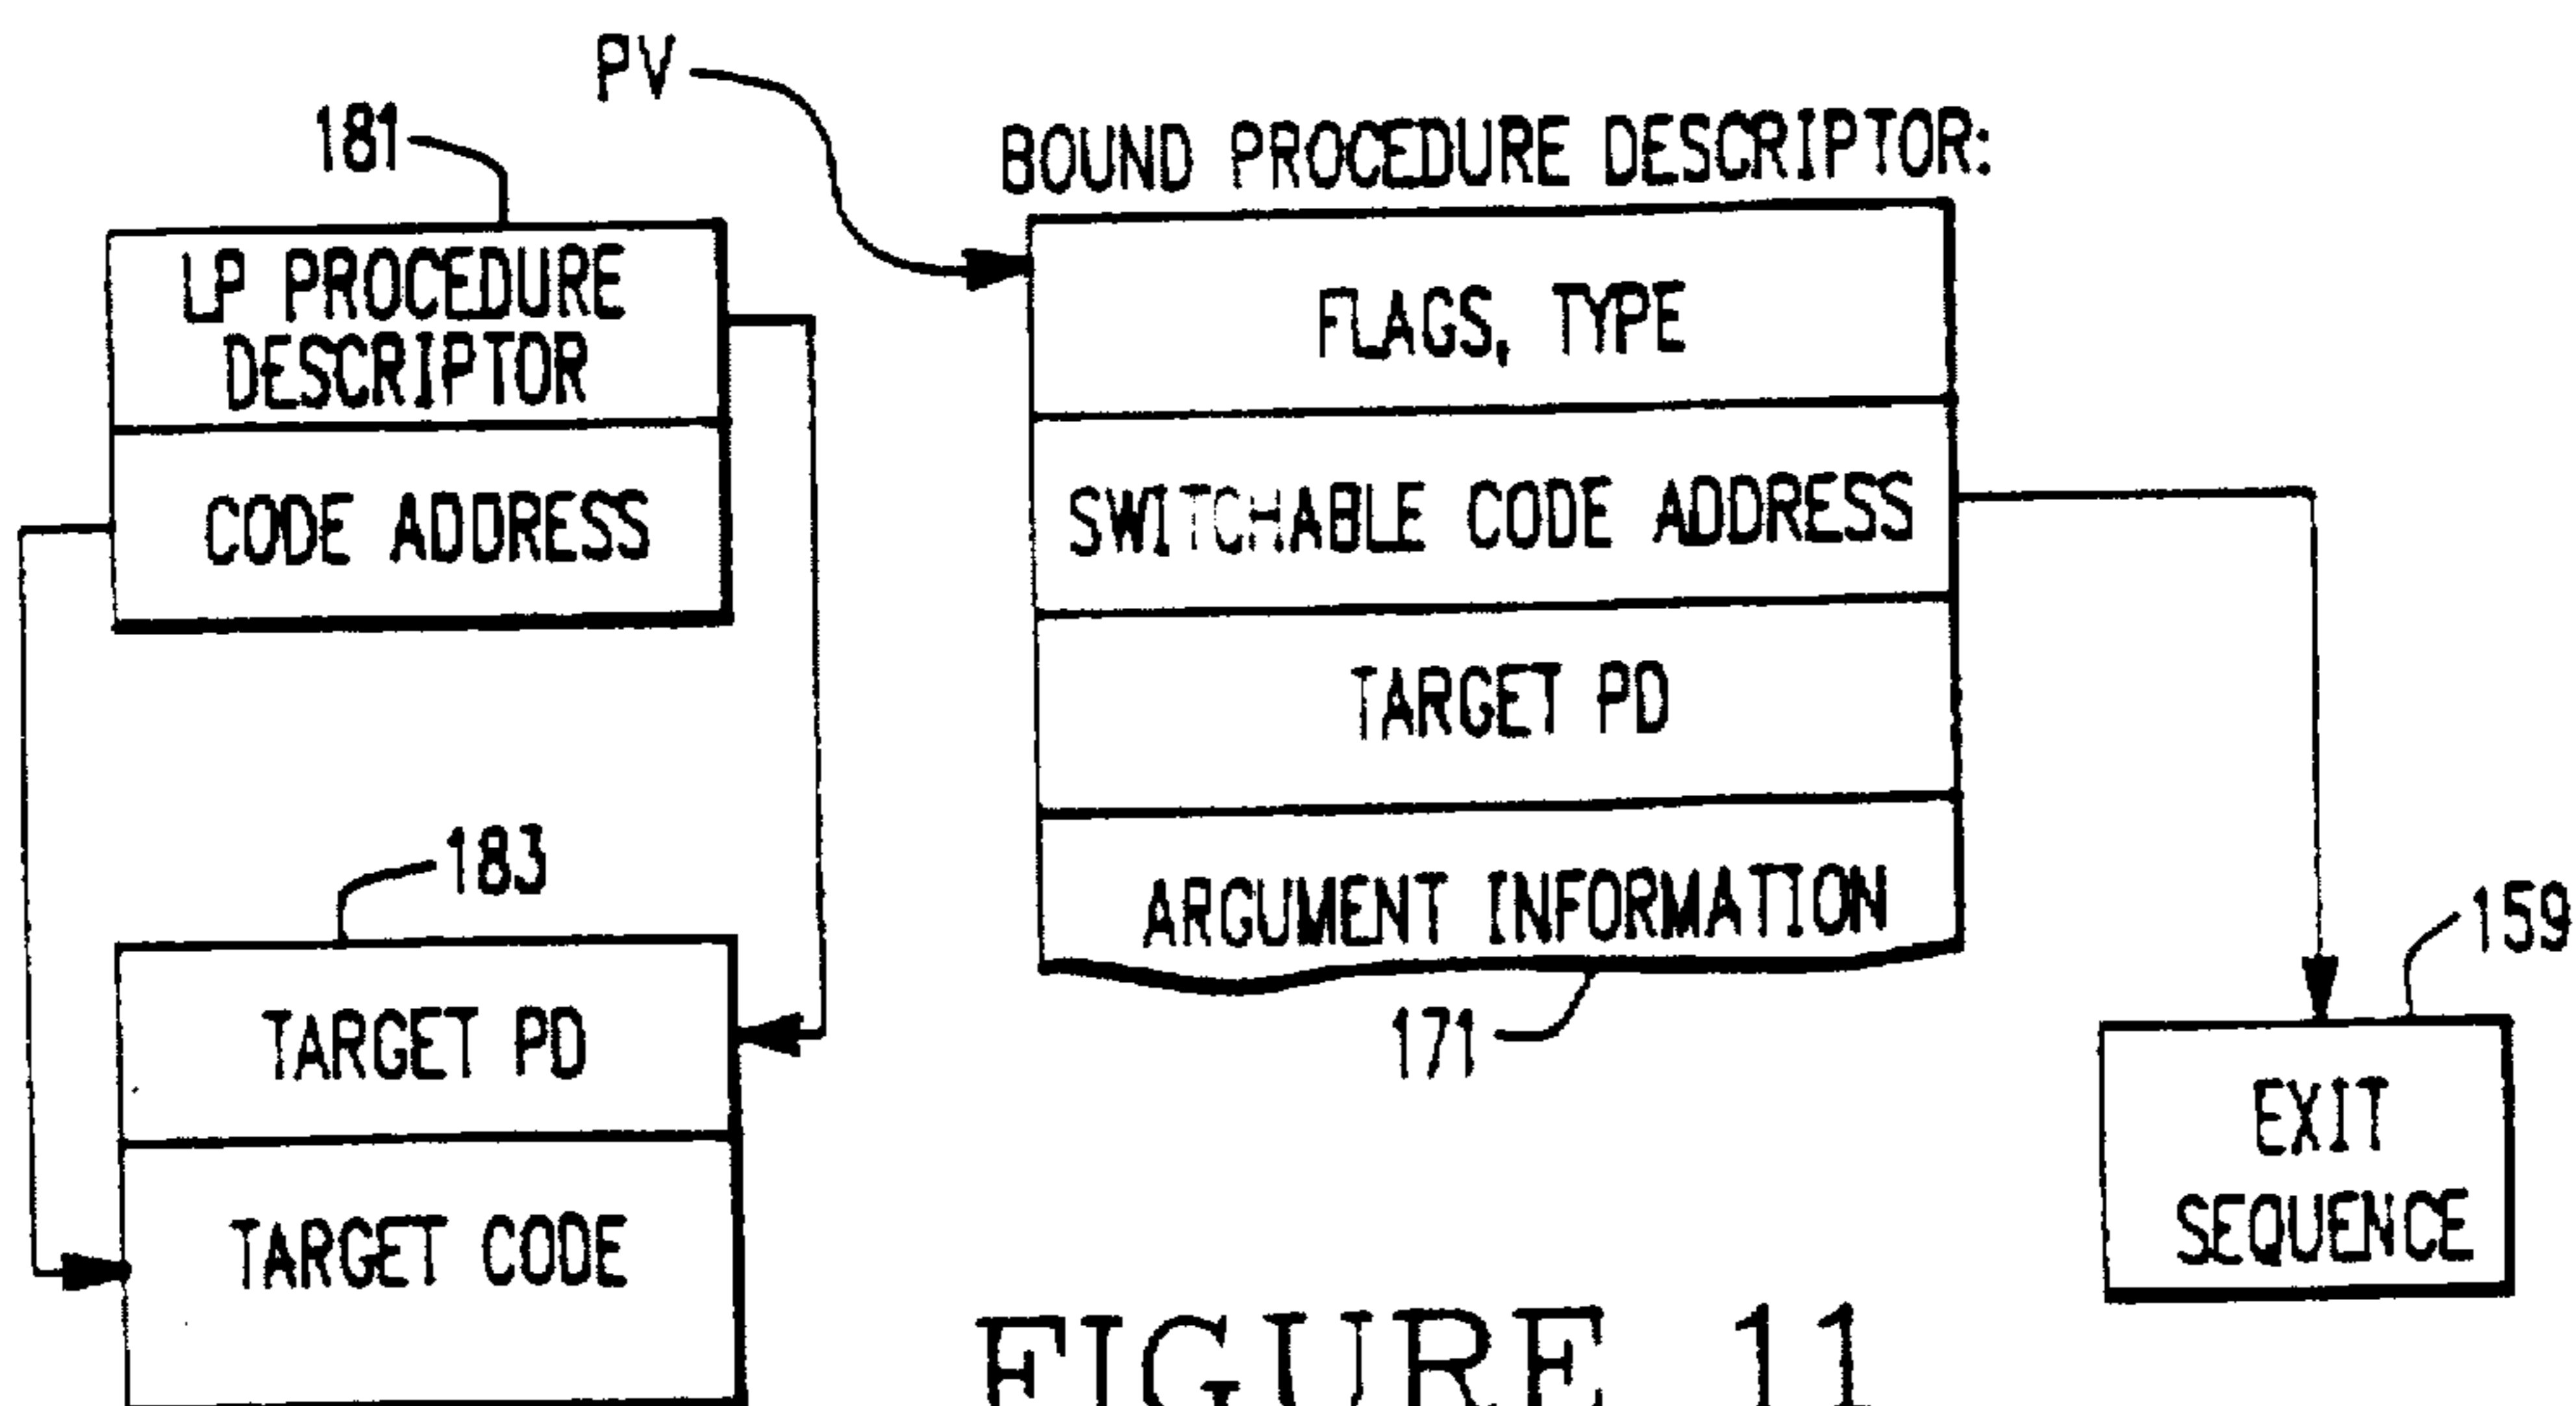 PV
181
BOUND PROCEDURE DESCRIPTOR:
LP PROCEDURE
DESCRIPTOR
CODE ADDRESS
FLAGS, TYPE
SWITCHABLE CODE ADDRESS
TARGET PD
ARGUMENT INFORMATION
171
183
TARGET PD
TARGET CODE
159
EXIT
SEQUENCE
FIGURE 11